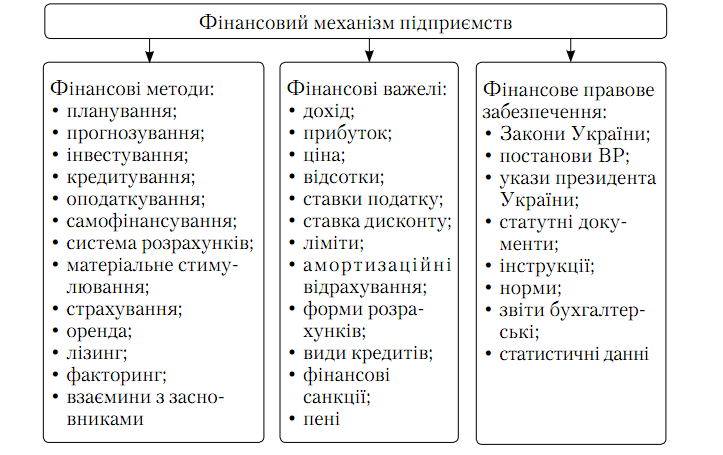 Фінансовий механізм підприємств
Фінансові методи:
• планування;
• прогнозування;
• інвестування;
• кредитування;
• оподаткування;
• самофінансування;
• система розрахунків;
• матеріальне стиму-
лювання;
• страхування;
• оренда;
• лізинг;
• факторинг;
• взаємини з засно-
вниками
Фінансові важелі:
• дохід;
• прибуток;
• ціна;
• відсотки;
• ставки податку;
• ставка дисконту;
• ліміти;
• амортизаційні
відрахування;
• форми розра-
хунків;
• види кредитів;
• фінансові
санкції;
• пені
Фінансове правове
забезпечення:
• Закони України;
• постанови ВР;
• укази президента
України;
• статутні доку-
менти;
• інструкції;
• норми;
• звіти бухгалтер-
ські;
• статистичні данні